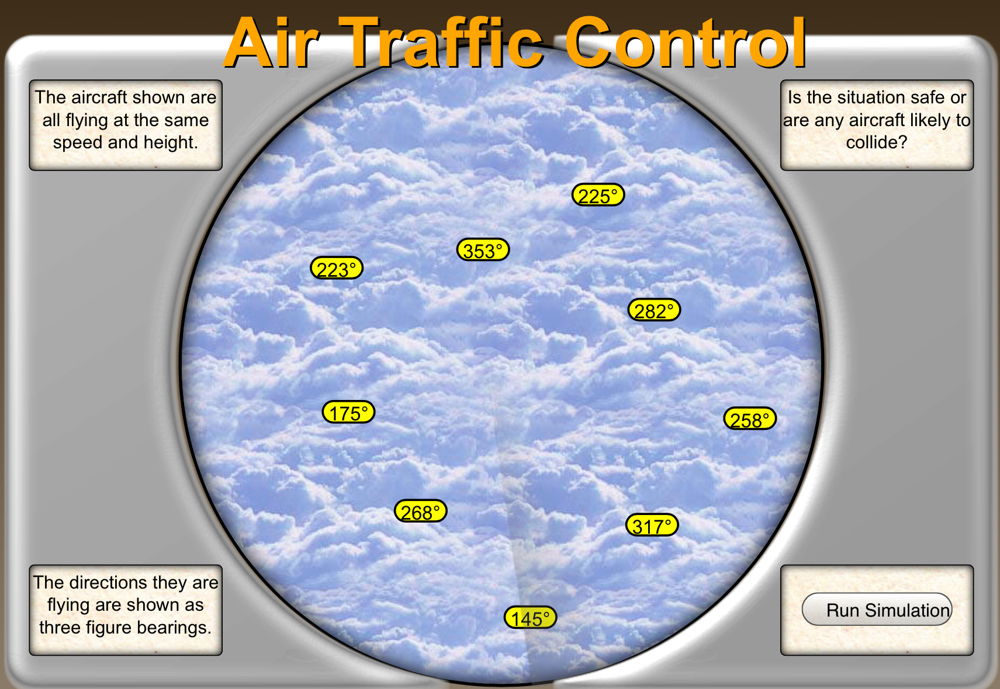 Air Traffic Control
The aircraft shown are
all flying at the same
speed and height.
Is the situation safe or
are any aircraft likely to
collide?
225°
353°
223°
282°
175°
258°
268°
317°
145°
The directions they are
flying are shown as
three figure bearings.
Run Simulation